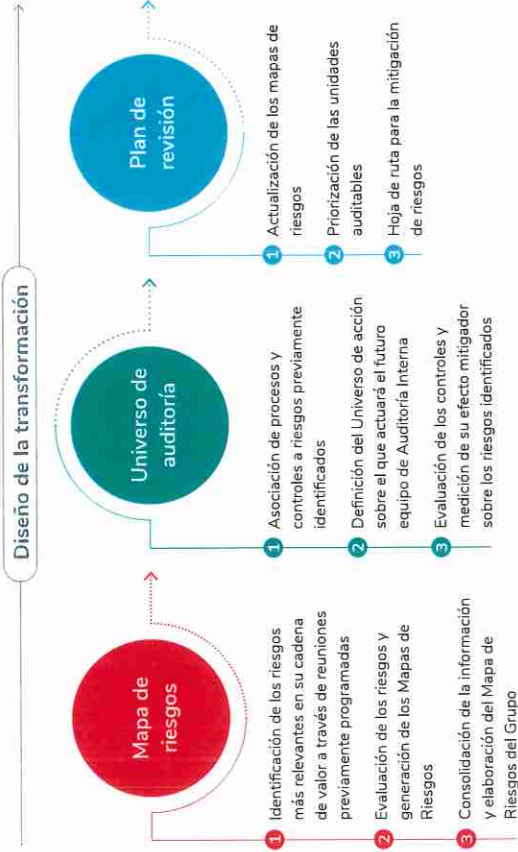 Diseño de la transformación
Mapa de
riesgos
1 Identificación de los riesgos
más relevantes en su cadena
de valor a través de reuniones
previamente programadas
2 Evaluación de los riesgos y
generación de los Mapas de
Riesgos
3 Consolidación de la información
y elaboración del Mapa de
Riesgos del Grupo
Universo de
auditoría
1 Asociación de procesos y
controles a riesgos previamente
identificados
2 Definición del Universo de acción
sobre el que actuará el futuro
equipo de Auditoría Interna
3 Evaluación de los controles y
medición de su efecto mitigador
sobre los riesgos identificados
Plan de
revisión
1 Actualización de los mapas de
riesgos
2 Priorización de las unidades
auditables
3 Hoja de ruta para la mitigación
de riesgos